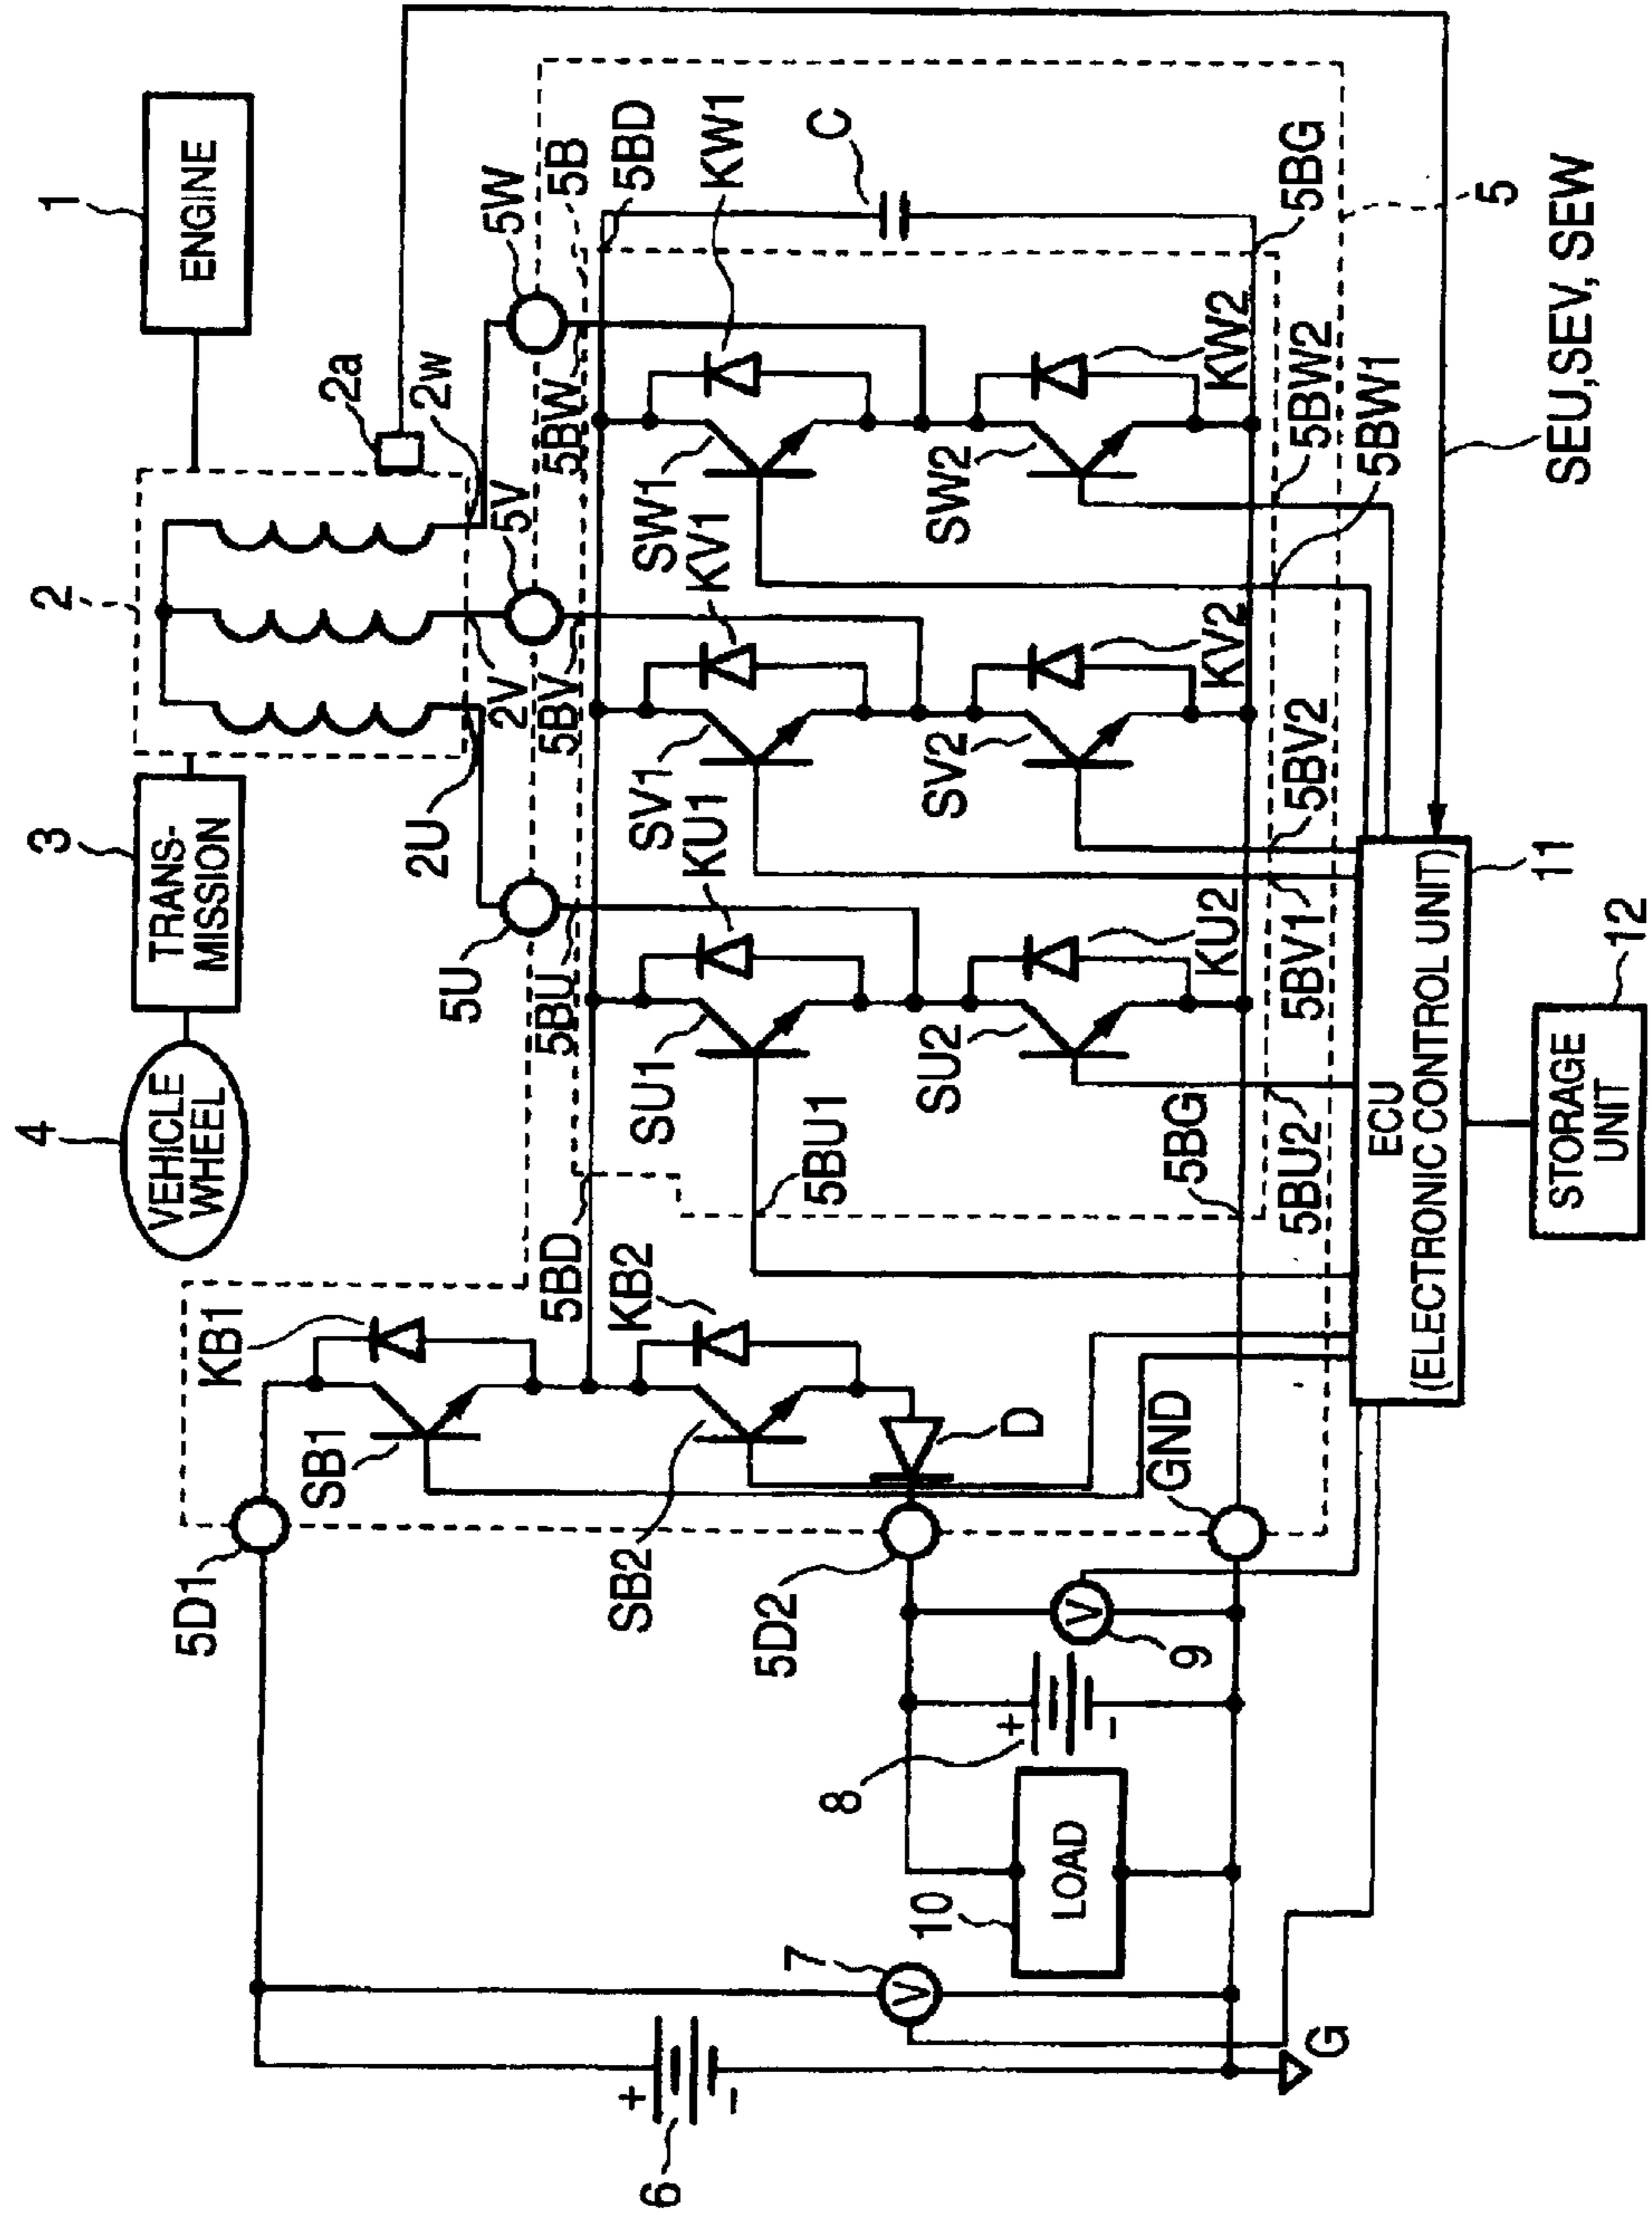 1
ENGINE
2
2a
2w
2V
2U
3
TRANS-
MISSION
4
VEHICLE
WHEEL
5W
5V
5U
5B
5BD
5BW
5BV
5BU
KW1
C
5BG
5
SW1
KW2
SW2
5BW2
5BW1
SEU,SEV, SEW
KV1
SV1
KV2
SV2
5BV2
5BV1
KU1
SU1
KU2
SU2
5BU1
5BU2
5BG
5BD
KB1
SB1
KB2
SB2
D
5D1
5D2
GND
ECU
(ELECTRONIC CONTROL UNIT)
11
STORAGE
UNIT
12
V
9
+
-
8
LOAD
10
V
7
+
-
6
G